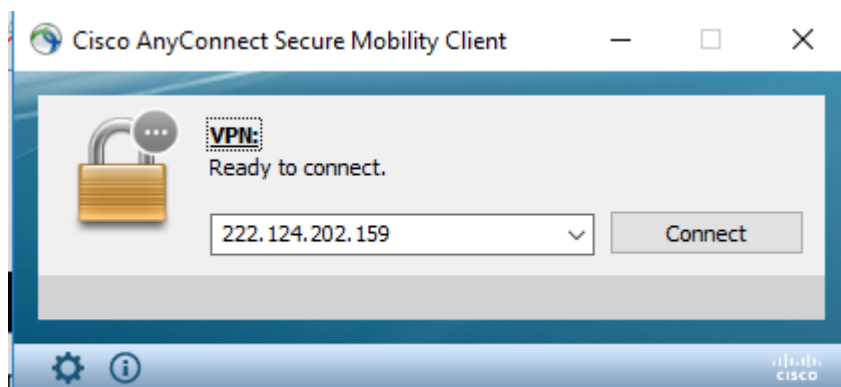 Cisco AnyConnect Secure Mobility Client
VPN:
Ready to connect.
222.124.202.159
Connect
CISCO